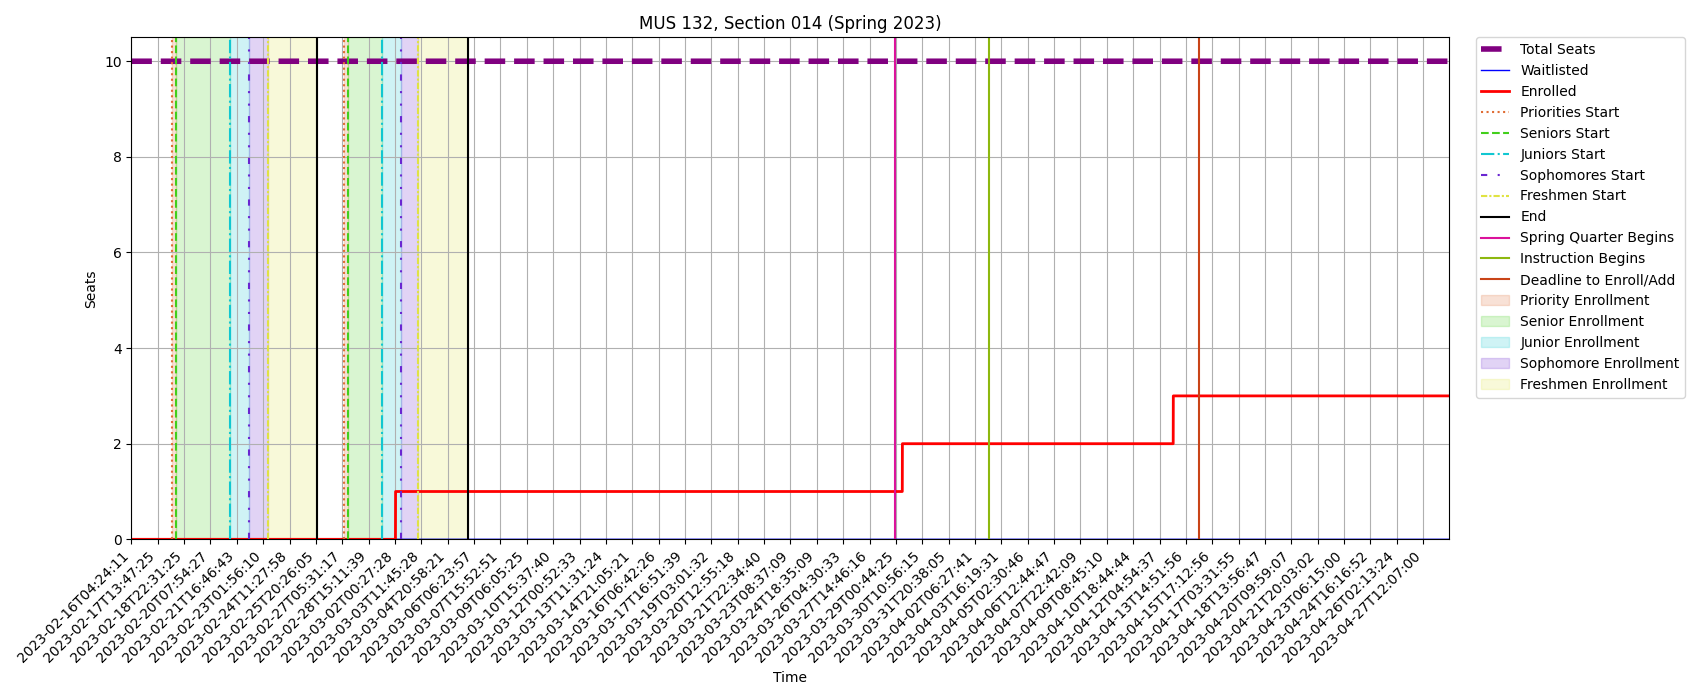 MUS 132, Section 014 (Spring 2023)
10
8
6
4
2
0
Seats
2023-02-16T04:24:11
2023-02-17T13:47:25
2023-02-18T22:31:25
2023-02-20T07:54:27
2023-02-21T16:46:43
2023-02-23T01:56:10
2023-02-24T11:27:58
2023-02-25T20:26:05
2023-02-27T05:31:17
2023-02-28T15:11:39
2023-03-02T00:27:28
2023-03-03T11:45:28
2023-03-04T20:58:21
2023-03-06T06:23:57
2023-03-07T15:52:51
2023-03-09T06:05:25
2023-03-10T15:37:40
2023-03-12T00:52:33
2023-03-13T11:31:24
2023-03-14T21:05:21
2023-03-16T06:42:26
2023-03-17T16:51:39
2023-03-19T03:01:32
2023-03-20T12:55:18
2023-03-21T22:34:40
2023-03-23T08:37:09
2023-03-24T18:35:09
2023-03-26T04:30:33
2023-03-27T14:46:16
2023-03-29T00:44:25
2023-03-30T10:56:15
2023-03-31T20:38:05
2023-04-02T06:27:41
2023-04-03T16:19:31
2023-04-05T02:30:46
2023-04-06T12:44:47
2023-04-07T22:42:09
2023-04-09T08:45:10
2023-04-10T18:44:44
2023-04-12T04:54:37
2023-04-13T14:51:56
2023-04-15T17:12:56
2023-04-17T03:31:55
2023-04-18T13:56:47
2023-04-20T09:59:07
2023-04-21T20:03:02
2023-04-23T06:15:00
2023-04-24T16:16:52
2023-04-26T02:13:24
2023-04-27T12:07:00
Time
Total Seats
Waitlisted
Enrolled
Priorities Start
Seniors Start
Juniors Start
Sophomores Start
Freshmen Start
End
Spring Quarter Begins
Instruction Begins
Deadline to Enroll/Add
Priority Enrollment
Senior Enrollment
Junior Enrollment
Sophomore Enrollment
Freshmen Enrollment